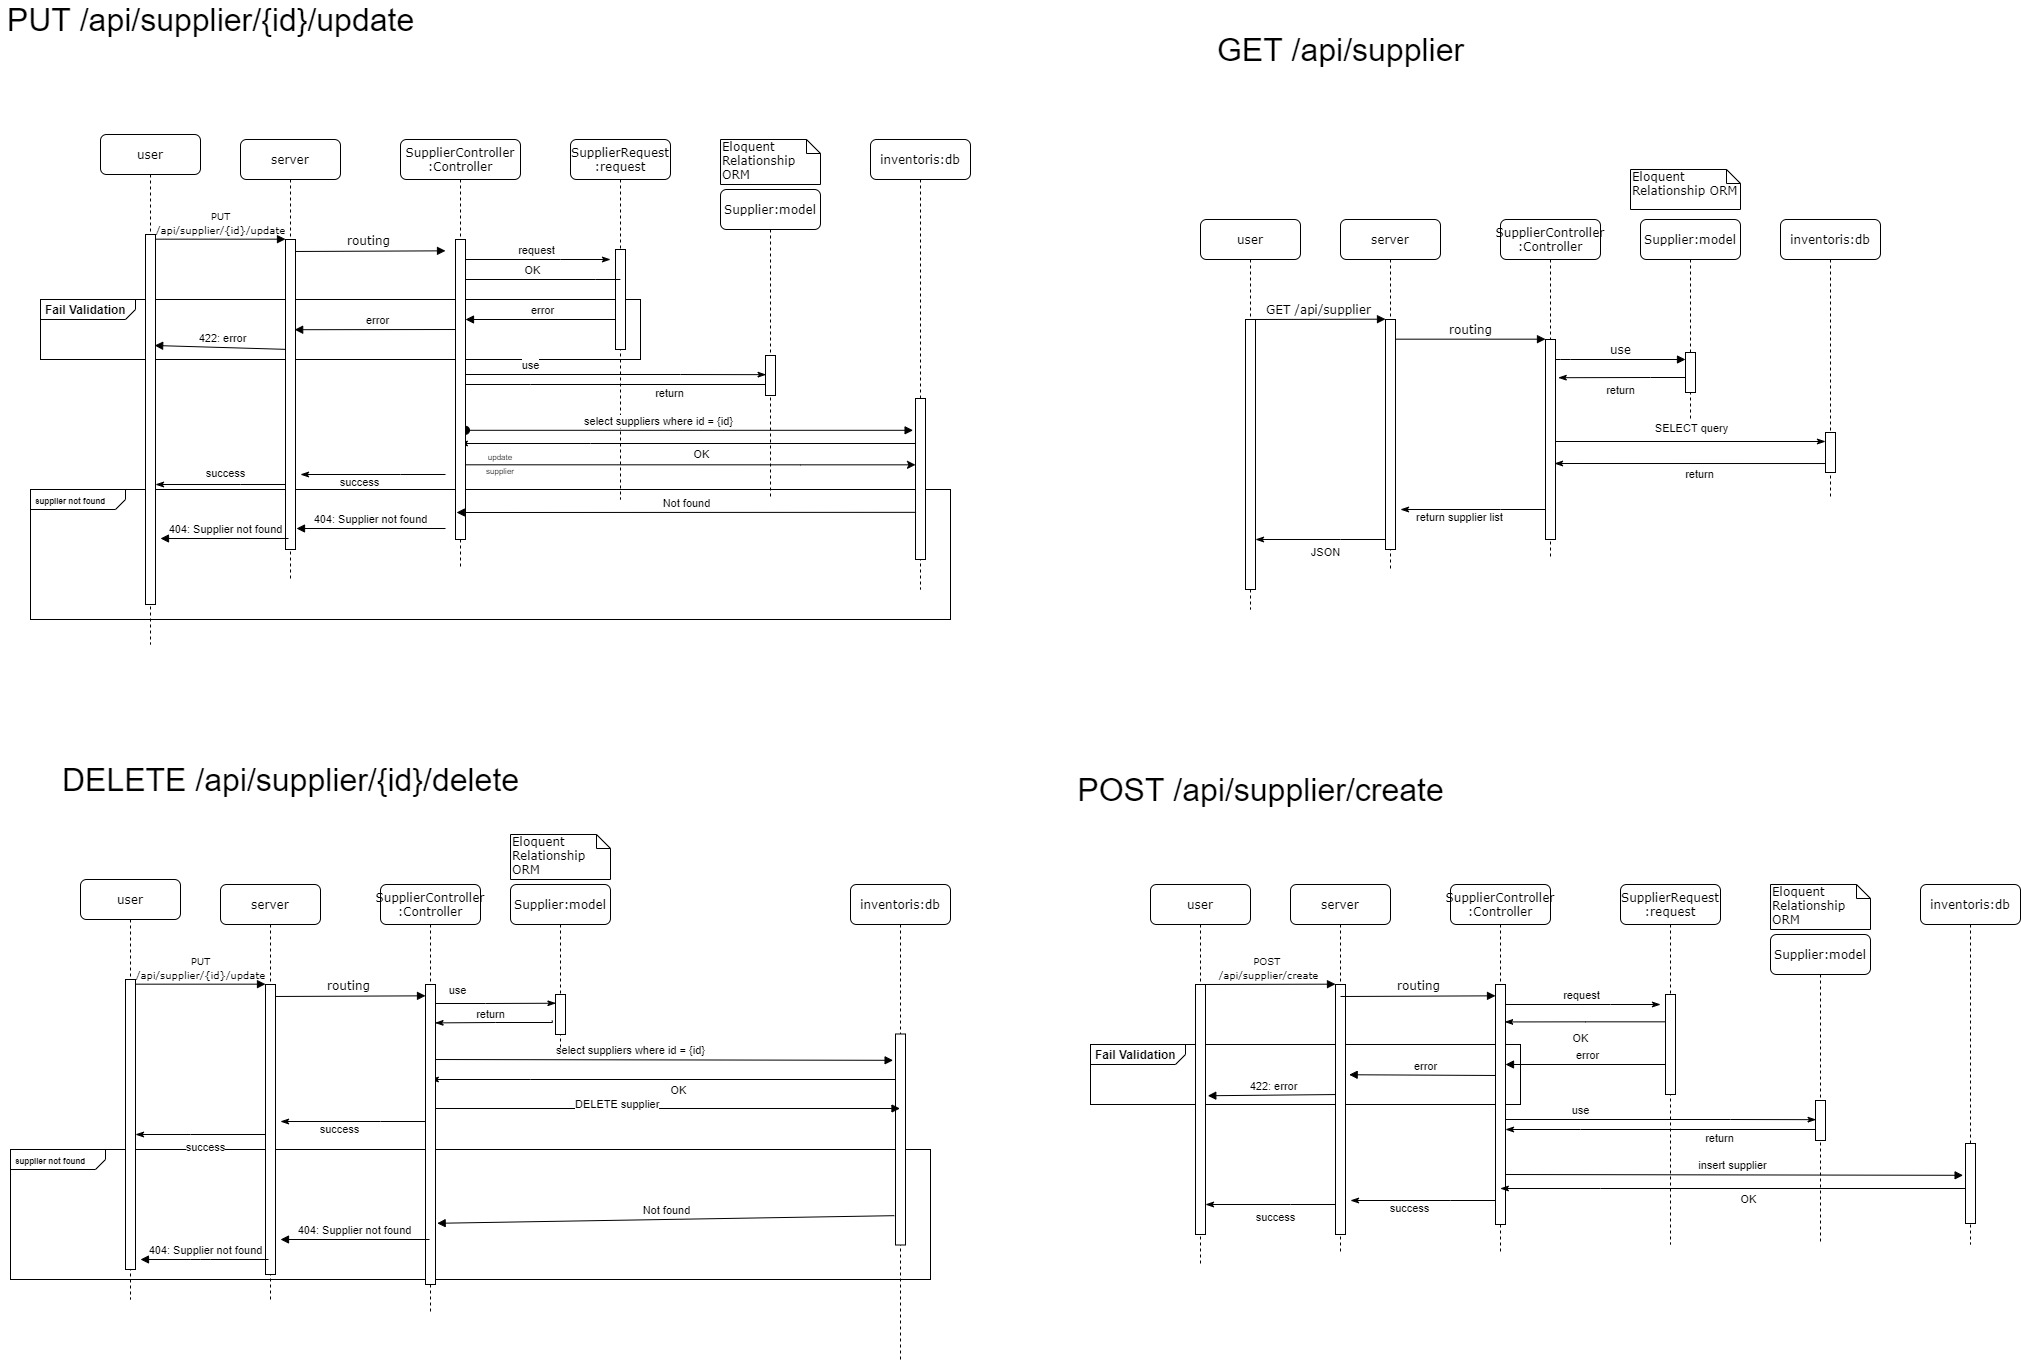 PUT /api/supplier/{id}/update
user
server
SupplierController
:Controller
SupplierRequest
:request
Eloquent
Relationship
ORM
Supplier:model
inventoris:db
PUT
/api/supplier/{id}/update
routing
request
OK
Fail Validation
error
error
422: error
use
return
select suppliers where id = {id}
OK
update
supplier
success
success
supplier not found
Not found
404: Supplier not found
404: Supplier not found
GET /api/supplier
Eloquent
Relationship ORM
user
server
SupplierController
:Controller
Supplier:model
inventoris:db
GET /api/supplier
routing
use
return
SELECT query
return
return supplier list
JSON
DELETE /api/supplier/{id}/delete
Eloquent
Relationship
ORM
user
server
SupplierController
:Controller
Supplier:model
inventoris:db
PUT
/api/supplier/{id}/update
routing
use
return
select suppliers where id = {id}
OK
DELETE supplier
success
success
supplier not found
Not found
404: Supplier not found
404: Supplier not found
POST /api/supplier/create
user
server
SupplierController
:Controller
SupplierRequest
:request
Eloquent
Relationship
ORM
Supplier:model
inventoris:db
POST
/api/supplier/create
routing
request
OK
Fail Validation
error
error
422: error
use
return
insert supplier
OK
success
success